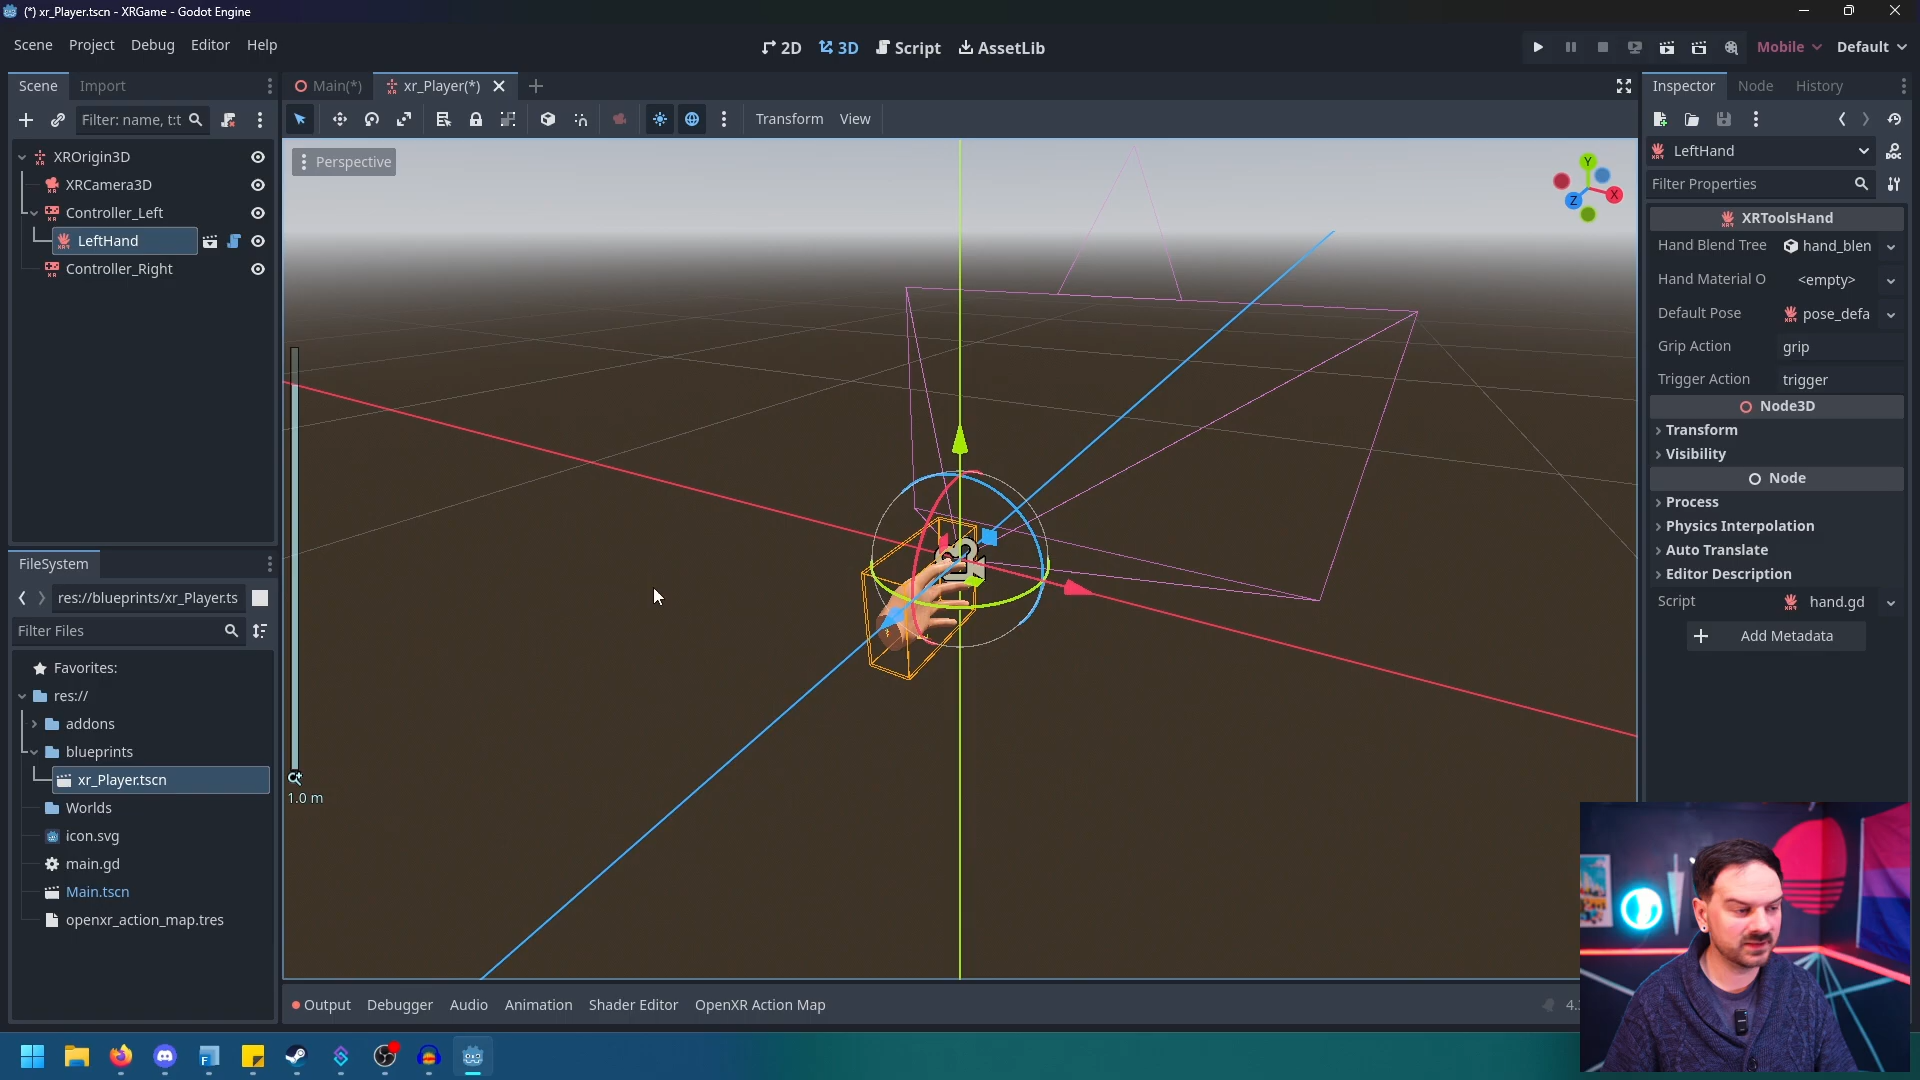 (*) xr_Player.tscn - XRGame - Godot Engine
Scene Project Debug Editor Help
2D 3D Script AssetLib
Mobile Default
Scene Import
Main(*) xr_Player(*)
Inspector Node History
Filter: name, t:t
Transform View
XROrigin3D
XRCamera3D
Controller_Left
LeftHand
Controller_Right
Perspective
Y
X
Z
1.0 m
LeftHand
Filter Properties
XRToolsHand
Hand Blend Tree hand_blen
Hand Material O <empty>
Default Pose pose_defa
Grip Action grip
Trigger Action trigger
Node3D
Transform
Visibility
Node
Process
Physics Interpolation
Auto Translate
Editor Description
Script hand.gd
Add Metadata
FileSystem
res://blueprints/xr_Player.ts
Filter Files
Favorites:
res://
addons
blueprints
xr_Player.tscn
Worlds
icon.svg
main.gd
Main.tscn
openxr_action_map.tres
Output Debugger Audio Animation Shader Editor OpenXR Action Map
4.